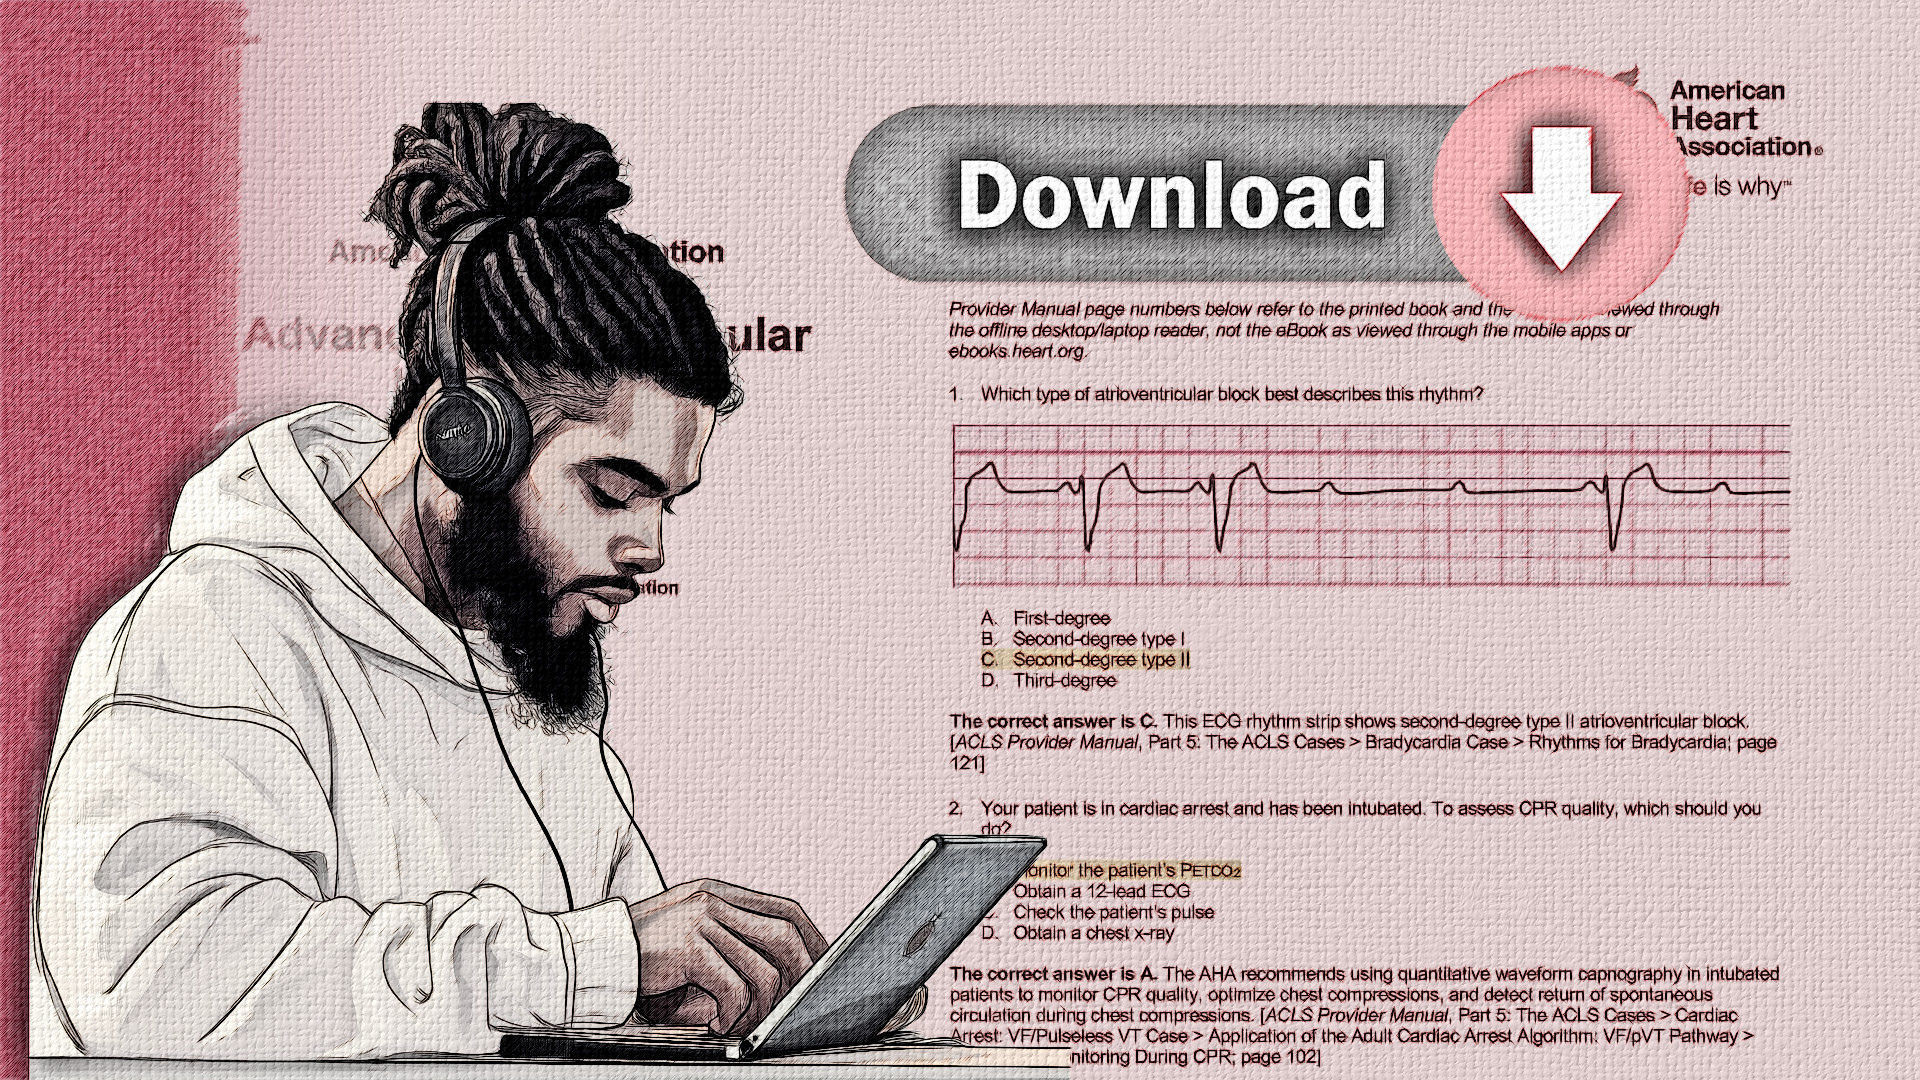 American
Heart
Association®
is why™
Download
tion
Advan
ular
Provider Manual page numbers below refer to the printed book and the
through
the offline desktop/laptop reader, not the eBook as viewed through the mobile apps or
ebooks.heart.org.
1. Which type of atrioventricular block best describes this rhythm?
A. First-degree
B. Second-degree type I
C. Second-degree type II
D. Third-degree
The correct answer is C. This ECG rhythm strip shows second-degree type II atrioventricular block.
[ACLS Provider Manual, Part 5: The ACLS Cases > Bradycardia Case > Rhythms for Bradycardia; page
121]
2. Your patient is in cardiac arrest and has been intubated. To assess CPR quality, which should you
do?
onitor the patient's PETCO₂
Obtain a 12-lead ECG
C. Check the patient's pulse
D. Obtain a chest x-ray
The correct answer is A. The AHA recommends using quantitative waveform capnography in intubated
patients to monitor CPR quality, optimize chest compressions, and detect return of spontaneous
circulation during chest compressions. [ACLS Provider Manual, Part 5: The ACLS Cases > Cardiac
Arrest: VF/Pulseless VT Case > Application of the Adult Cardiac Arrest Algorithm: VF/pVT Pathway >
nitoring During CPR; page 102]